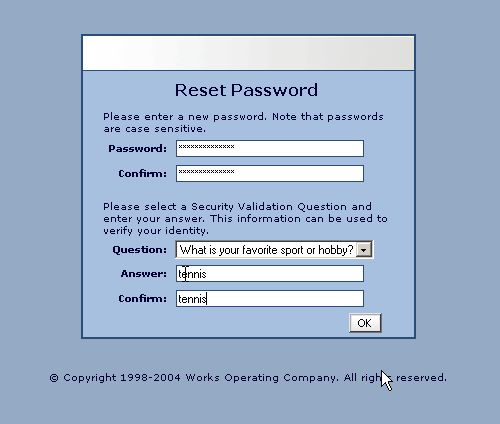 Reset Password
Please enter a new password. Note that passwords
are case sensitive.
Password: **************
Confirm: **************
Please select a Security Validation Question and
enter your answer. This information can be used to
verify your identity.
Question: What is your favorite sport or hobby?
Answer: tennis
Confirm: tennis
OK
© Copyright 1998-2004 Works Operating Company. All rights reserved.